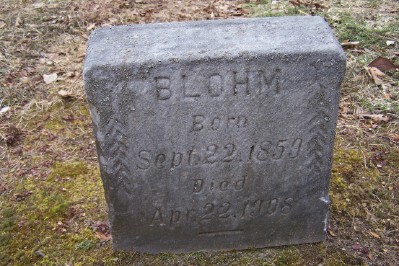 BLOHM
Born
Sept. 22. 1859
Died
Apr. 22. 1908